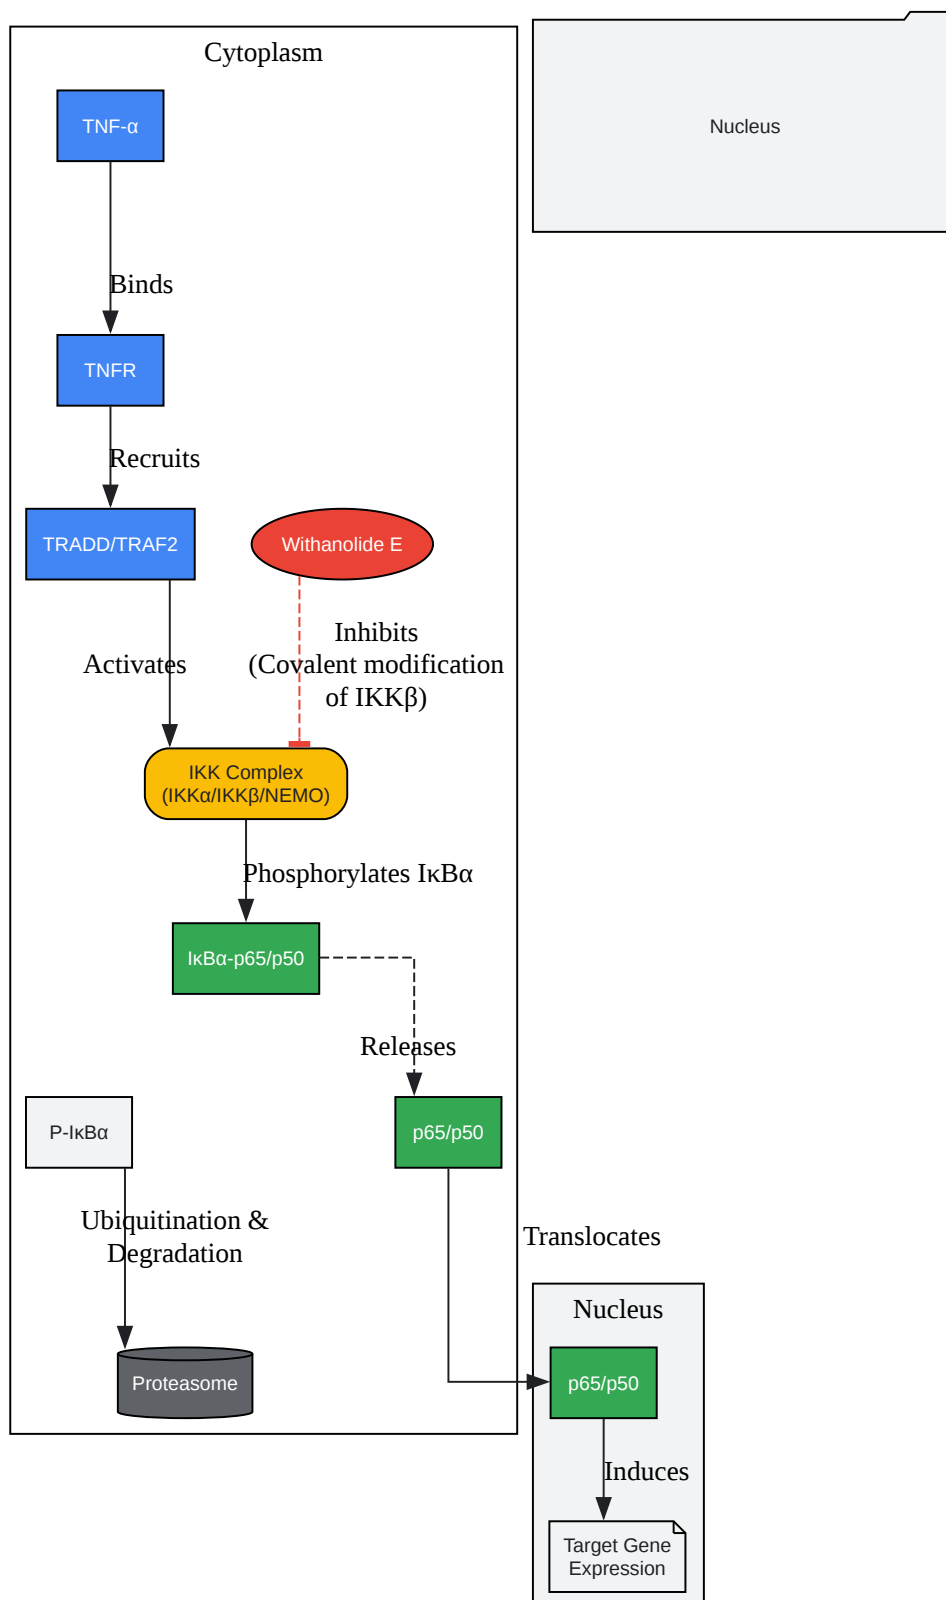 Cytoplasm
TNF-α
Nucleus
Binds
TNFR
Recruits
TRADD/TRAF2
Withanolide E
Activates
Inhibits
(Covalent modification
of IKKβ)
IKK Complex
(IKKα/IKKβ/NEMO)
Phosphorylates IκBα
IκBα-p65/p50
Releases
P-IκBα
p65/p50
Ubiquitination &
Degradation
Translocates
Proteasome
Nucleus
p65/p50
Induces
Target Gene
Expression